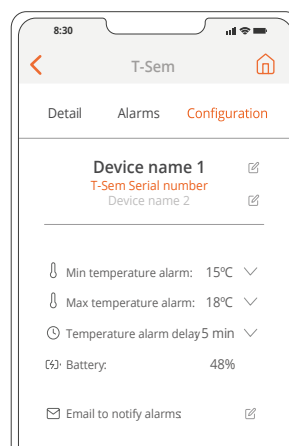 8:30
T-Sem
Detail Alarms Configuration
Device name 1
T-Sem Serial number
Device name 2
Min temperature alarm: 15ºC
Max temperature alarm: 18ºC
Temperature alarm delay 5 min
Battery: 48%
Email to notify alarms: